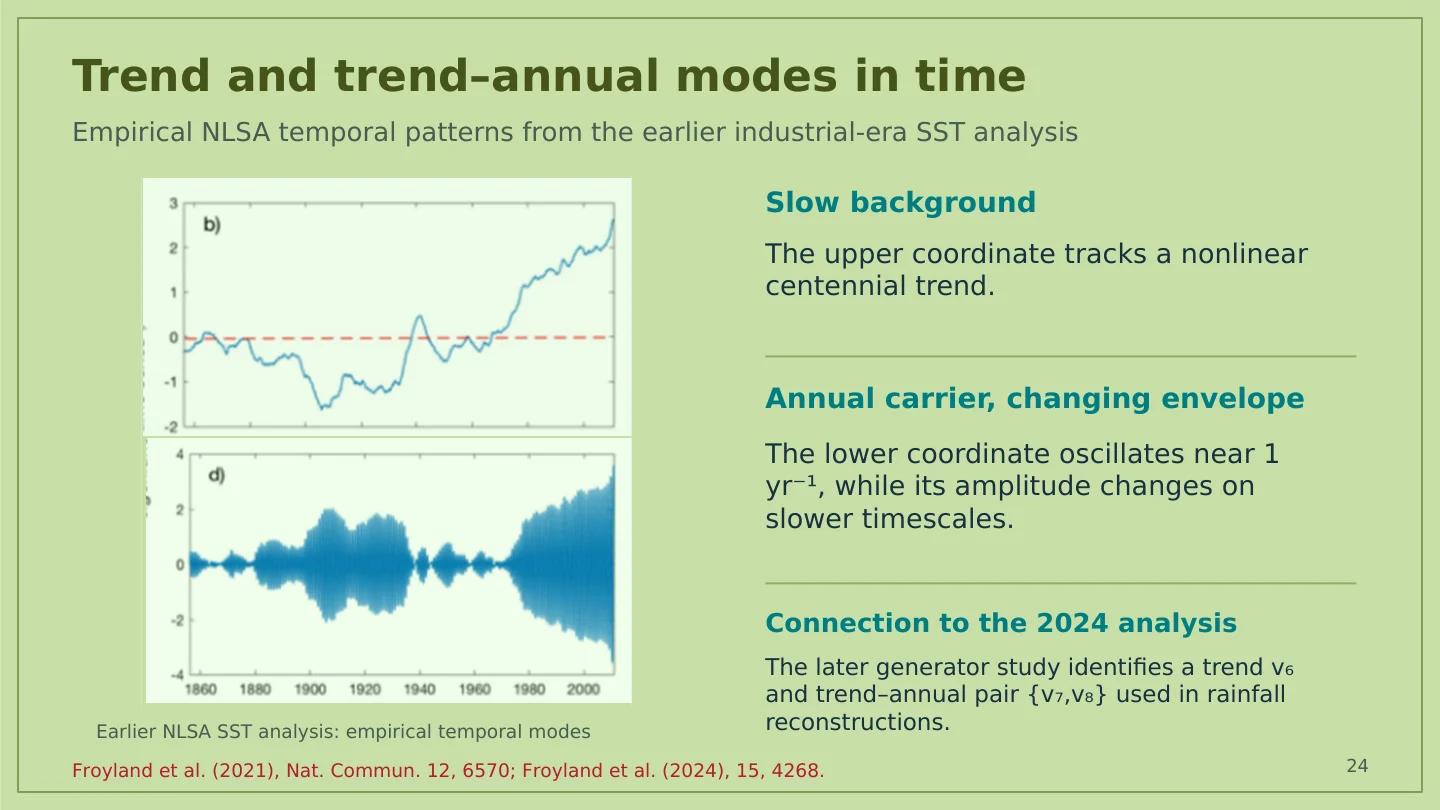 Trend and trend–annual modes in time
Empirical NLSA temporal patterns from the earlier industrial-era SST analysis
3
b)
2
1
0
-1
-2
4
d)
2
0
-2
-4
1860 1880 1900 1920 1940 1960 1980 2000
Earlier NLSA SST analysis: empirical temporal modes
Slow background
The upper coordinate tracks a nonlinear
centennial trend.
Annual carrier, changing envelope
The lower coordinate oscillates near 1
yr⁻¹, while its amplitude changes on
slower timescales.
Connection to the 2024 analysis
The later generator study identifies a trend v₆
and trend–annual pair {v₇,v₈} used in rainfall
reconstructions.
Froyland et al. (2021), Nat. Commun. 12, 6570; Froyland et al. (2024), 15, 4268.
24